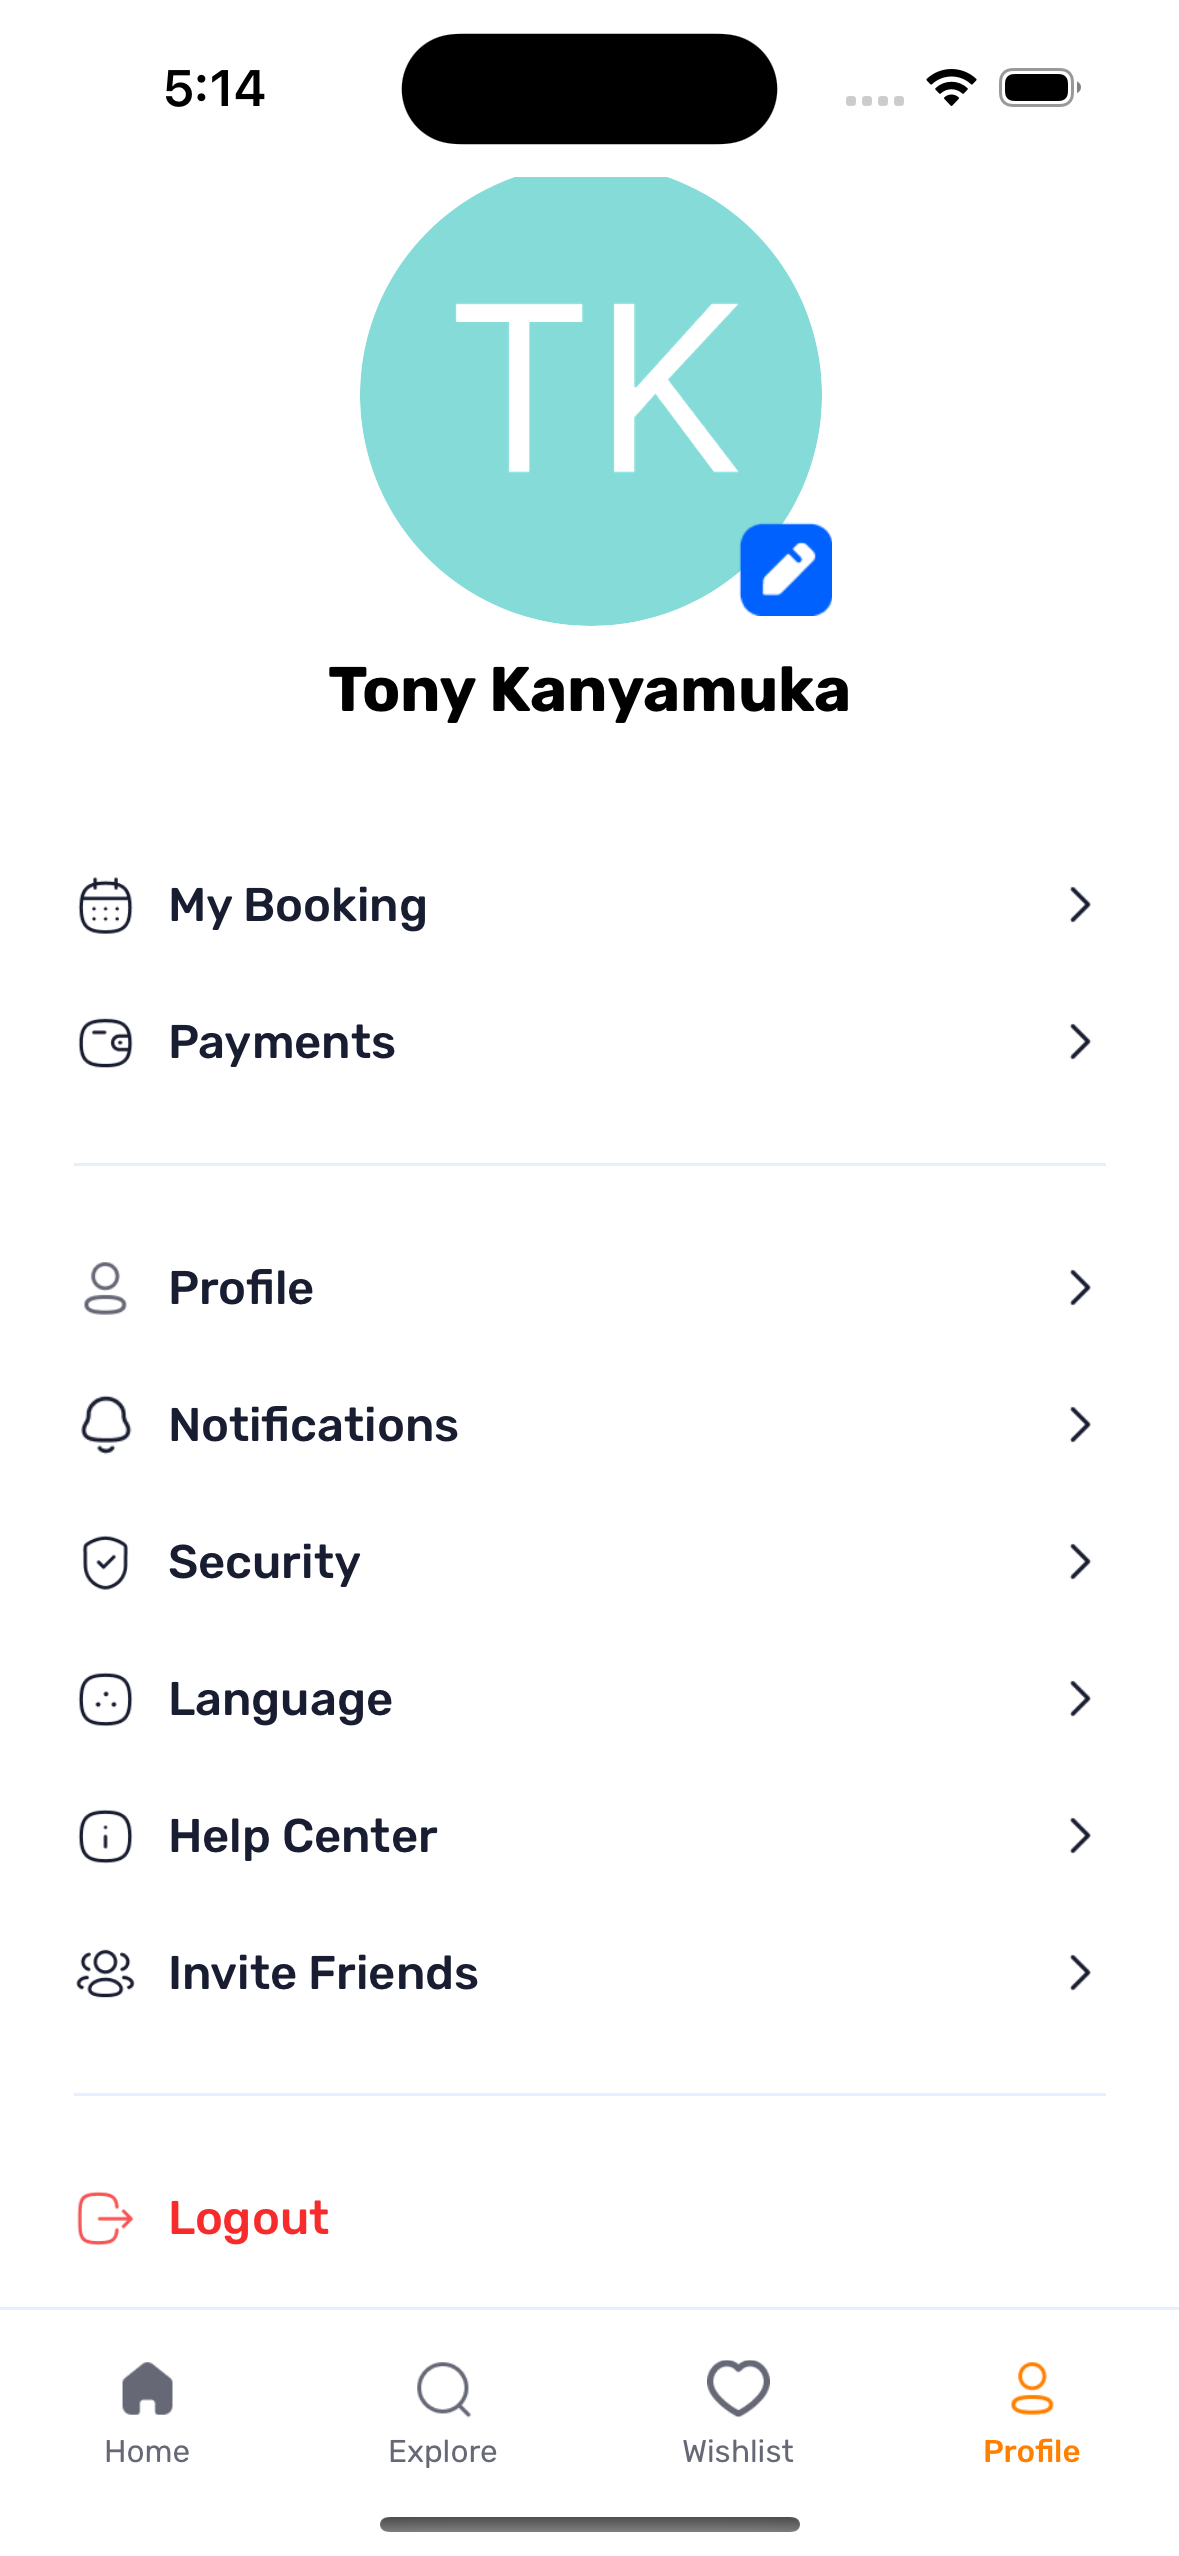 5:14
TK
Tony Kanyamuka
My Booking
Payments
Profile
Notifications
Security
Language
Help Center
Invite Friends
Logout
Home Explore Wishlist Profile